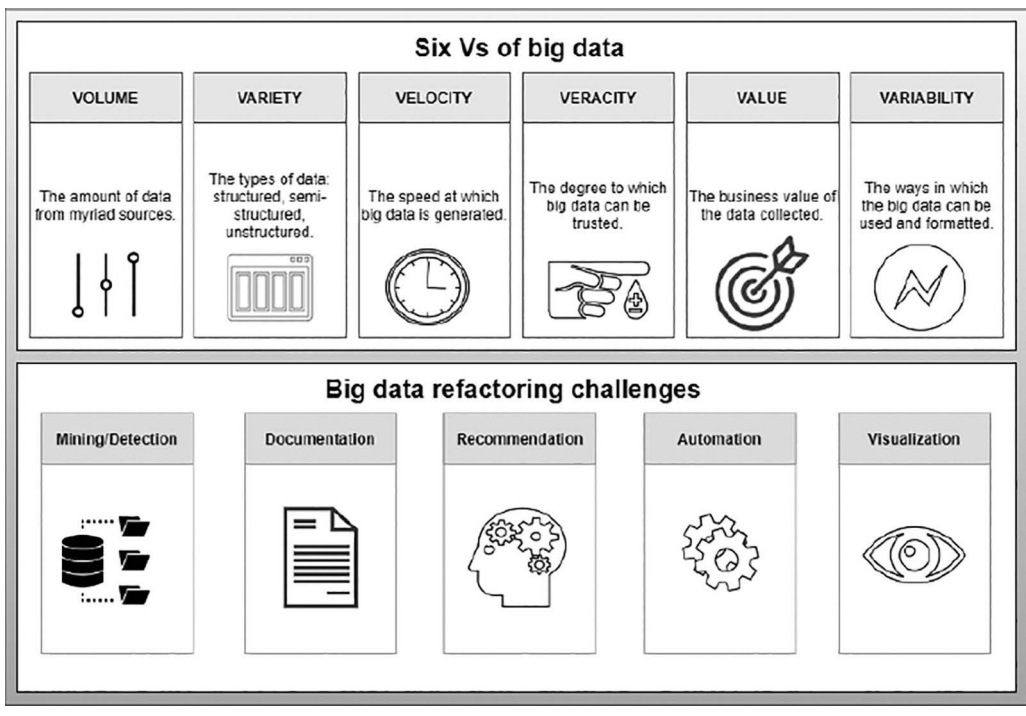 Six Vs of big data
VOLUME
The amount of data
from myriad sources.
VARIETY
The types of data:
structured, semi-
structured,
unstructured.
VELOCITY
The speed at which
big data is generated.
VERACITY
The degree to which
big data can be
trusted.
VALUE
The business value of
the data collected.
VARIABILITY
The ways in which
the big data can be
used and formatted.
Big data refactoring challenges
Mining/Detection
Documentation
Recommendation
Automation
Visualization